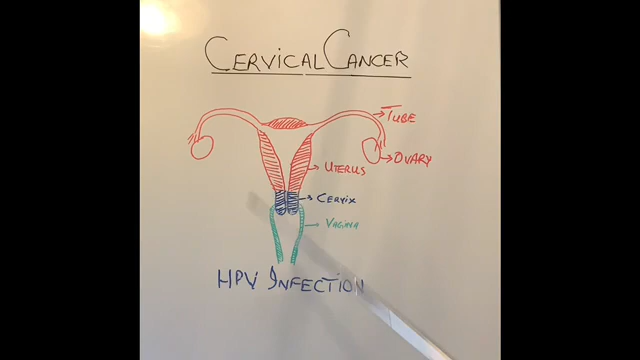 Cervical Cancer
Tube
Ovary
Uterus
Cervix
Vagina
HPV Infection